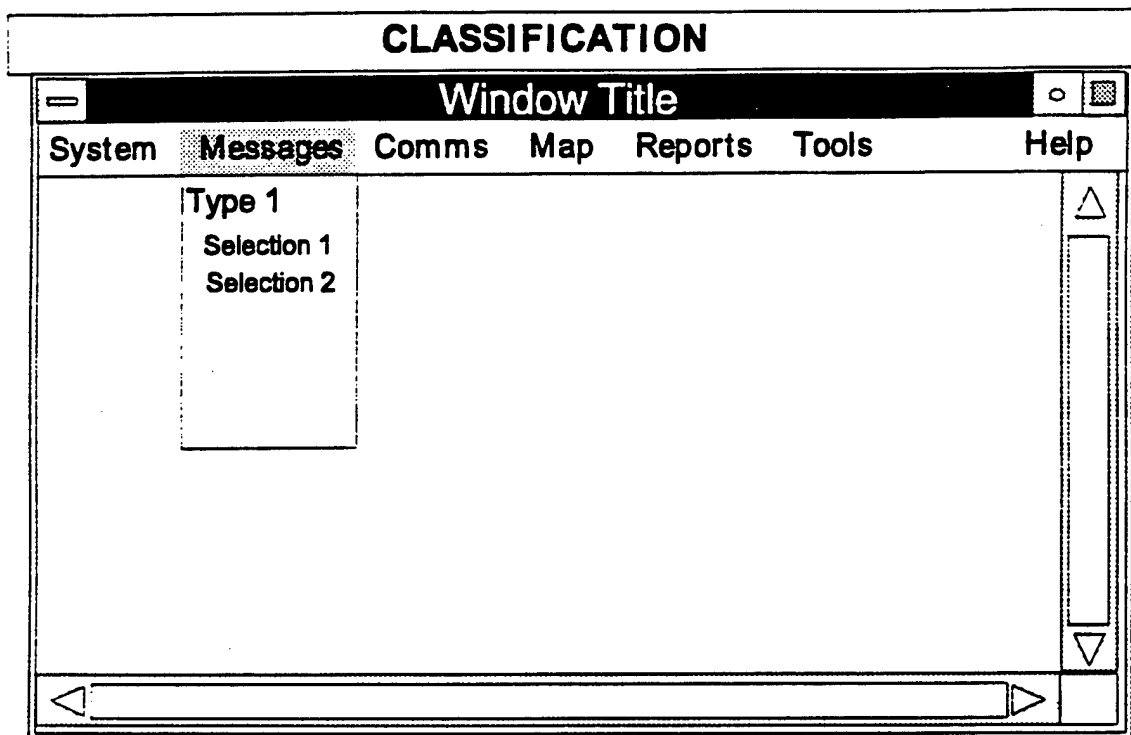 CLASSIFICATION
Window Title
System Messages Comms Map Reports Tools Help
Type 1
Selection 1
Selection 2